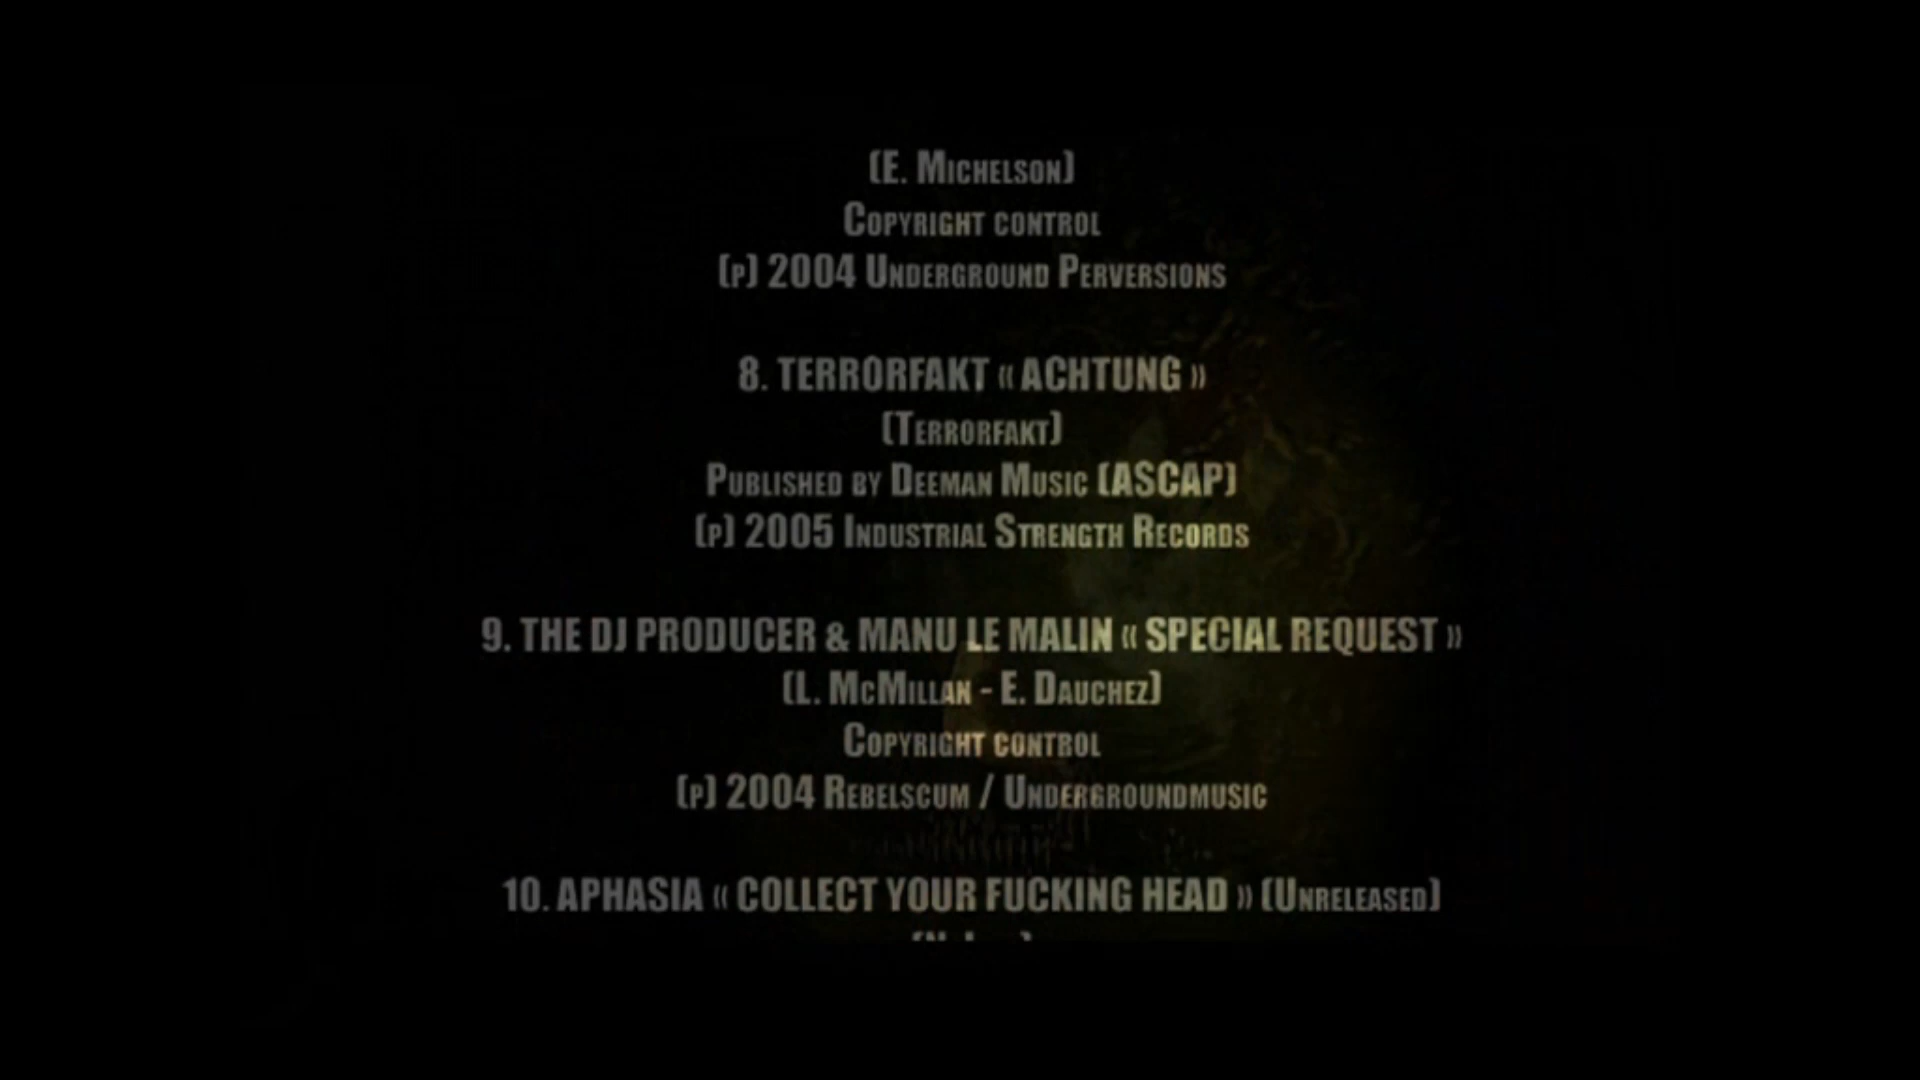 (E. Michelson)
Copyright control
(p) 2004 Underground Perversions
8. TERRORFAKT « ACHTUNG »
(Terrorfakt)
Published by Deeman Music (ASCAP)
(p) 2005 Industrial Strength Records
9. THE DJ PRODUCER & MANU LE MALIN « SPECIAL REQUEST »
(L. McMillan - E. Dauchez)
Copyright control
(p) 2004 Rebelscum / Undergroundmusic
10. APHASIA « COLLECT YOUR FUCKING HEAD » (Unreleased)